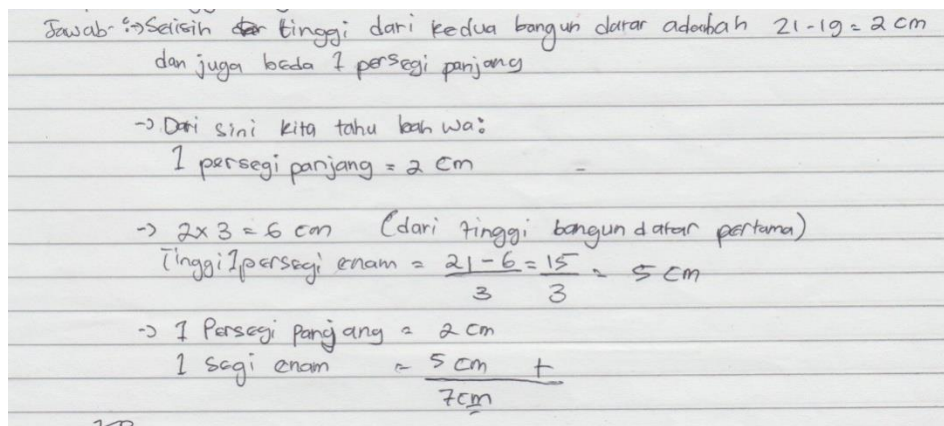 Jawab :→ Selisih tinggi dari kedua bangun datar adalah 21-19 = 2 cm
dan juga beda 1 persegi panjang
→ Dari sini kita tahu bahwa:
1 persegi panjang = 2 cm
→ 2x3 = 6 cm (dari tinggi bangun datar pertama)
Tinggi 1 persegi enam = 21-6 / 3 = 15 / 3 = 5 cm
→ 1 Persegi panjang = 2 cm
1 Segi enam = 5 cm +
7cm